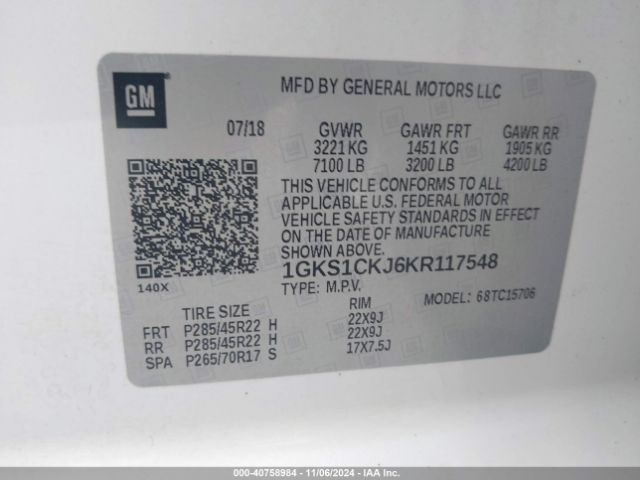 GM
MFD BY GENERAL MOTORS LLC
07/18 GVWR GAWR FRT GAWR RR
3221 KG 1451 KG 1905 KG
7100 LB 3200 LB 4200 LB
THIS VEHICLE CONFORMS TO ALL
APPLICABLE U.S. FEDERAL MOTOR
VEHICLE SAFETY STANDARDS IN EFFECT
ON THE DATE OF MANUFACTURE
SHOWN ABOVE.
1GKS1CKJ6KR117548
140X
TYPE: M.P.V. MODEL: 68TC15706
TIRE SIZE RIM
FRT P285/45R22 H 22X9J
RR P285/45R22 H 22X9J
SPA P265/70R17 S 17X7.5J
000-40758984 | 11/06/2024 - IAA Inc.